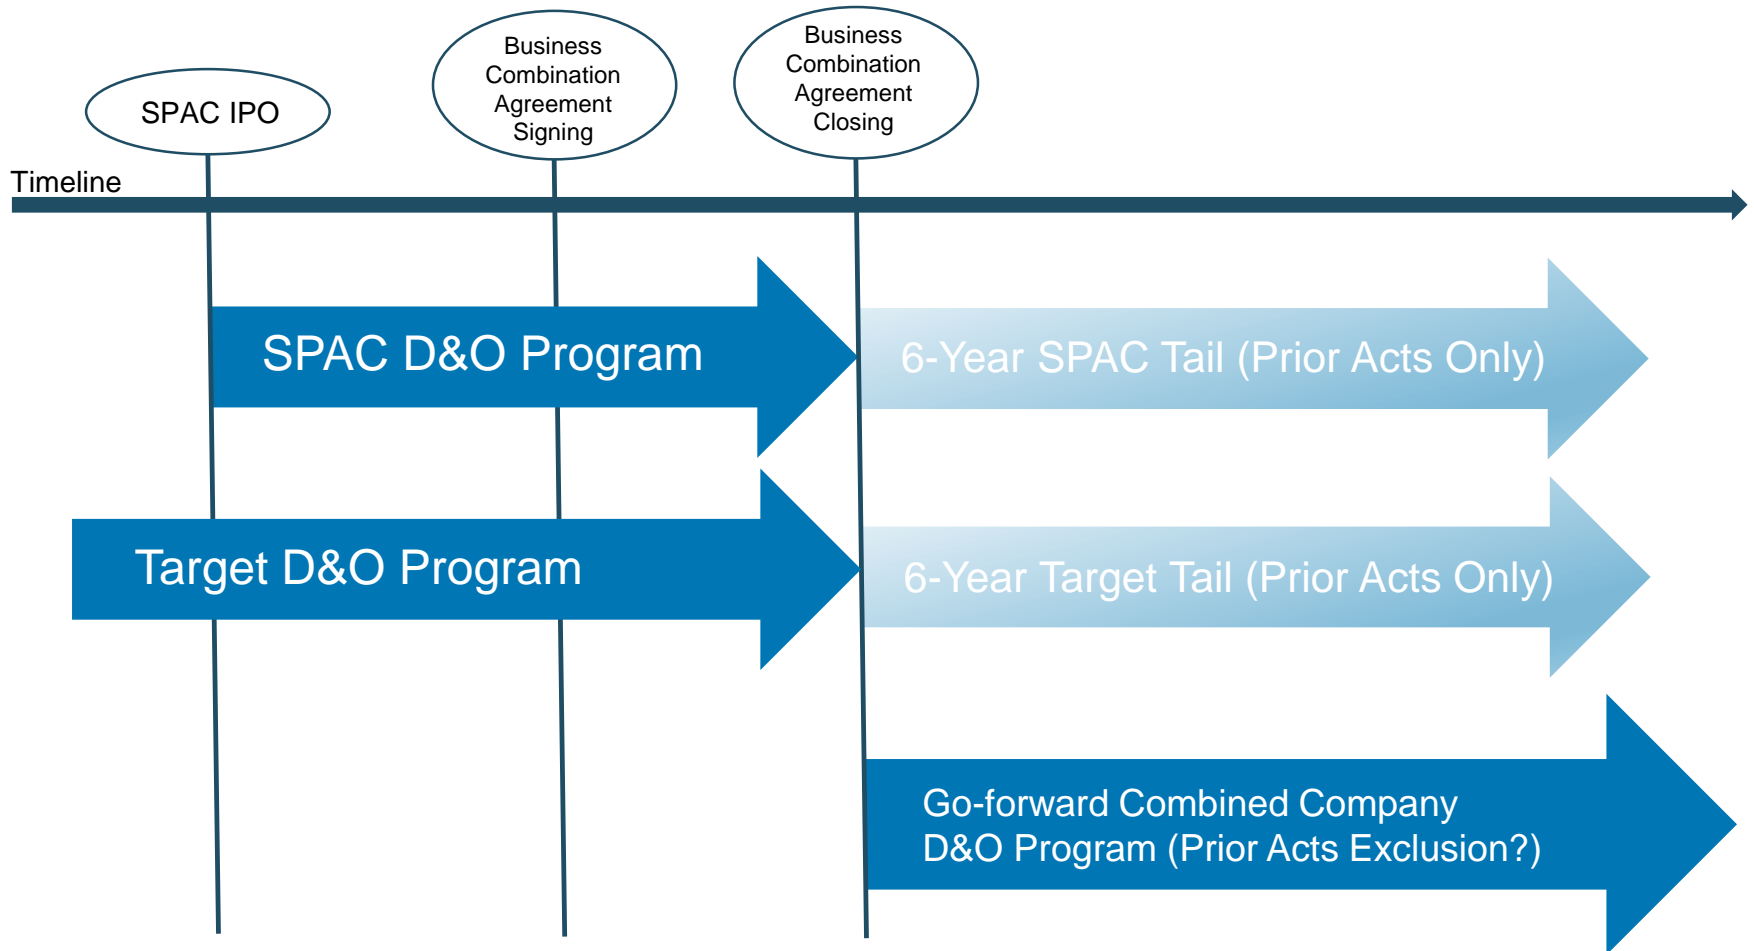 SPAC IPO
Business
Combination
Agreement
Signing
Business
Combination
Agreement
Closing
Timeline
SPAC D&O Program
6-Year SPAC Tail (Prior Acts Only)
Target D&O Program
6-Year Target Tail (Prior Acts Only)
Go-forward Combined Company
D&O Program (Prior Acts Exclusion?)